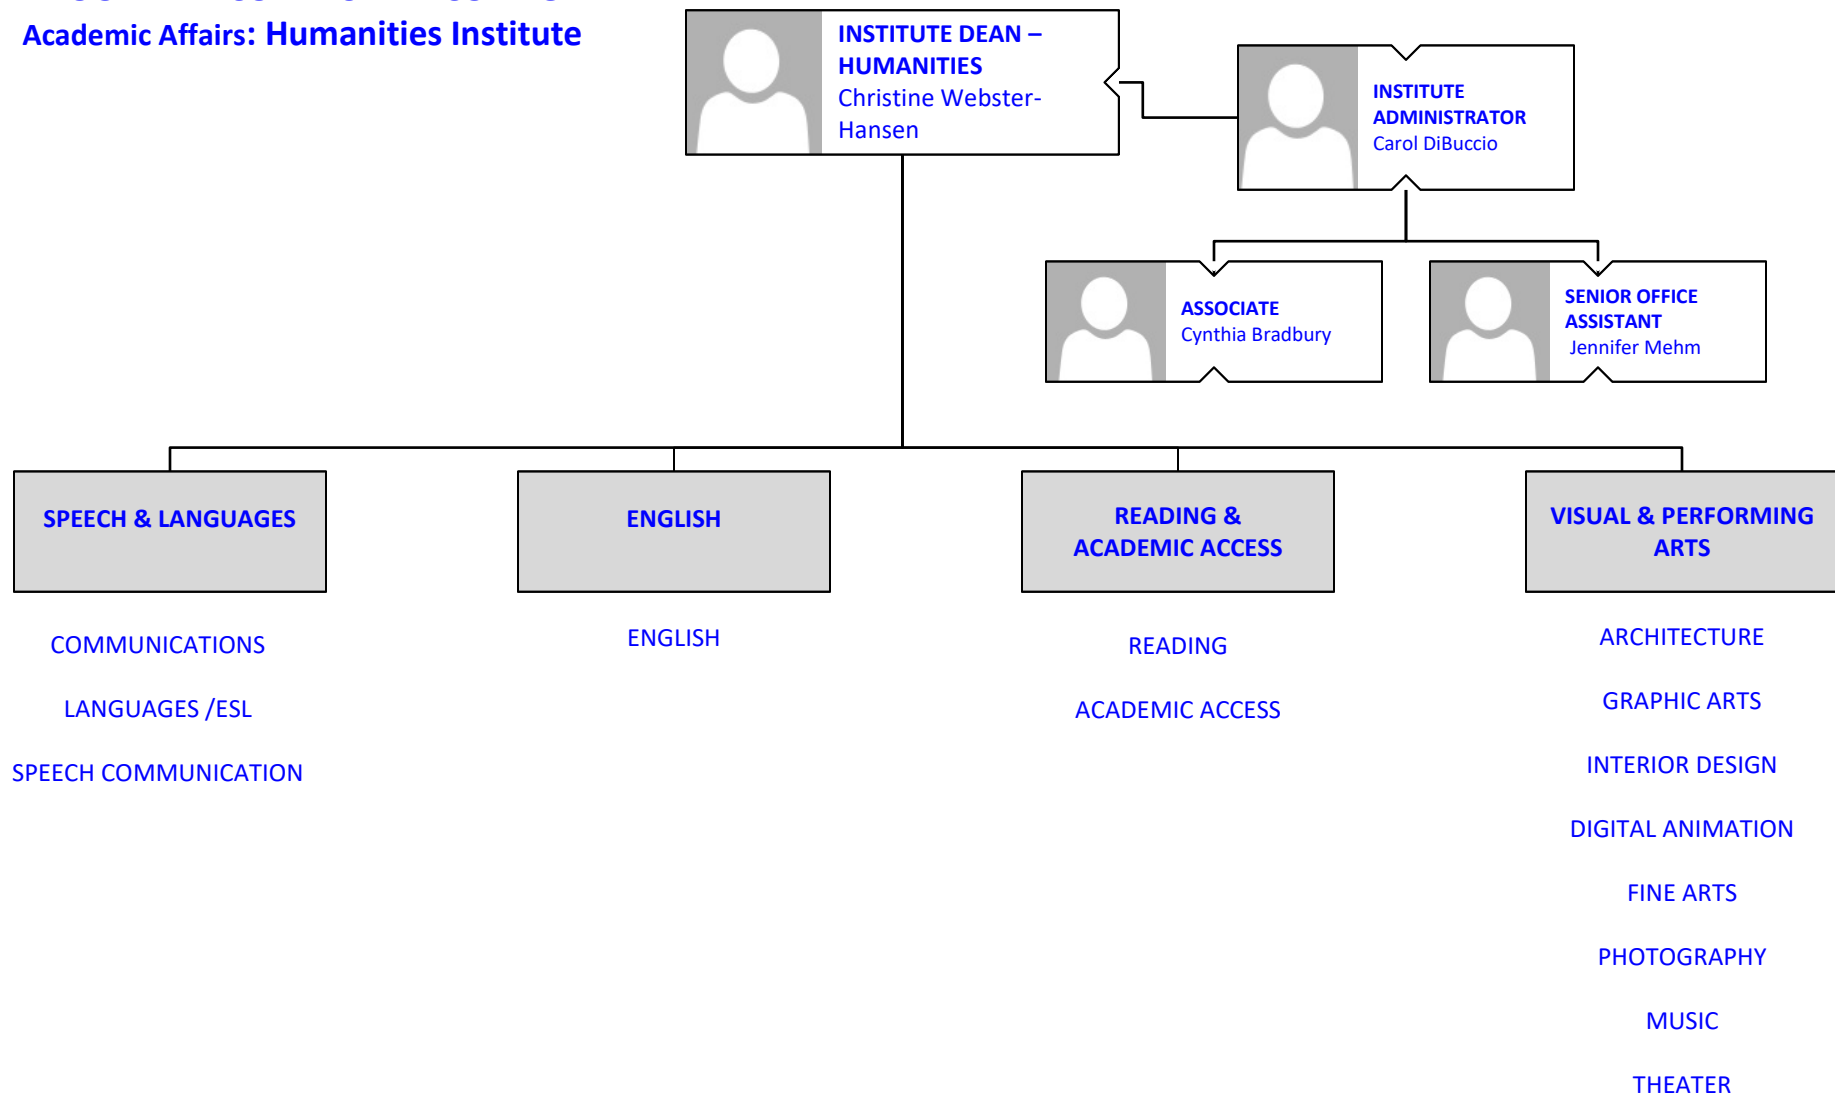 Academic Affairs: Humanities Institute
INSTITUTE DEAN –
HUMANITIES
Christine Webster-
Hansen
INSTITUTE
ADMINISTRATOR
Carol DiBuccio
ASSOCIATE
Cynthia Bradbury
SENIOR OFFICE
ASSISTANT
Jennifer Mehm
SPEECH & LANGUAGES
COMMUNICATIONS
LANGUAGES /ESL
SPEECH COMMUNICATION
ENGLISH
ENGLISH
READING &
ACADEMIC ACCESS
READING
ACADEMIC ACCESS
VISUAL & PERFORMING
ARTS
ARCHITECTURE
GRAPHIC ARTS
INTERIOR DESIGN
DIGITAL ANIMATION
FINE ARTS
PHOTOGRAPHY
MUSIC
THEATER